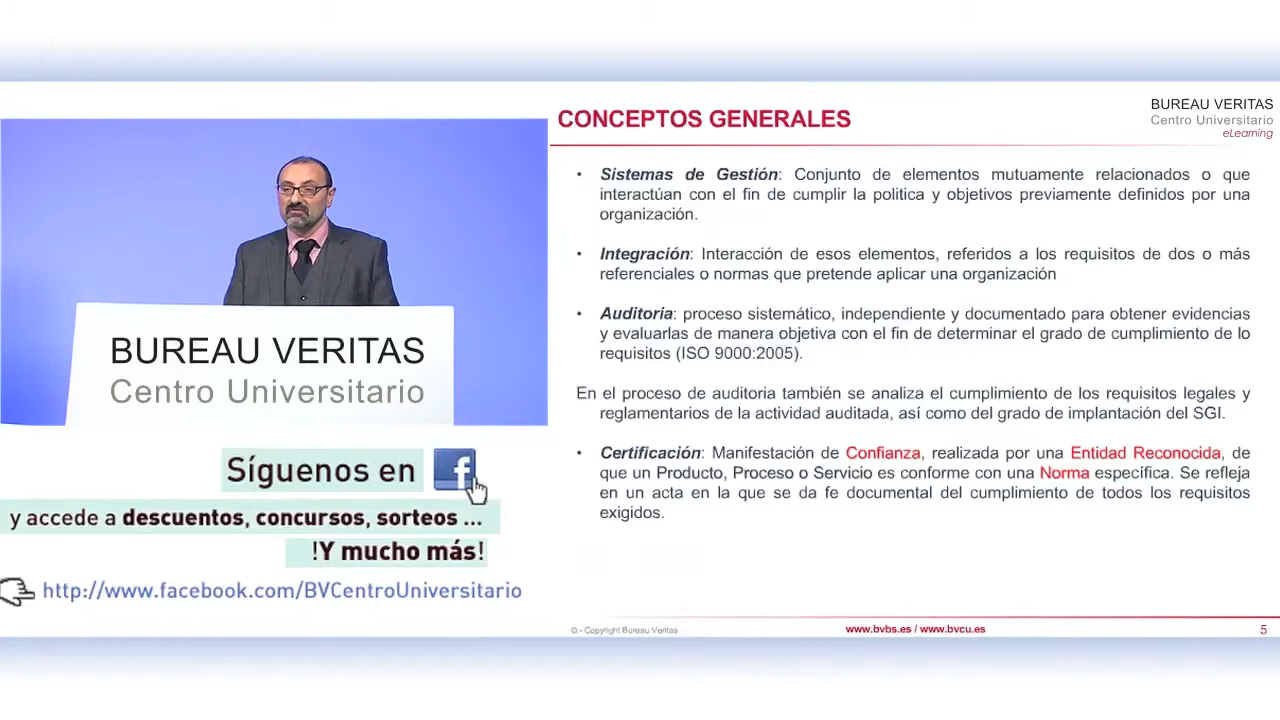 BUREAU VERITAS
Centro Universitario
Síguenos en
y accede a descuentos, concursos, sorteos ...
!Y mucho más!
http://www.facebook.com/BVCentroUniversitario
CONCEPTOS GENERALES
BUREAU VERITAS
Centro Universitario
eLearning
• Sistemas de Gestión: Conjunto de elementos mutuamente relacionados o que
interactúan con el fin de cumplir la politica y objetivos previamente definidos por una
organización.
• Integración: Interacción de esos elementos, referidos a los requisitos de dos o más
referenciales o normas que pretende aplicar una organización
• Auditoria: proceso sistemático, independiente y documentado para obtener evidencias
y evaluarlas de manera objetiva con el fin de determinar el grado de cumplimiento de lo
requisitos (ISO 9000:2005).
En el proceso de auditoria también se analiza el cumplimiento de los requisitos legales y
reglamentarios de la actividad auditada, así como del grado de implantación del SGI.
• Certificación: Manifestación de Confianza, realizada por una Entidad Reconocida, de
que un Producto, Proceso o Servicio es conforme con una Norma específica. Se refleja
en un acta en la que se da fe documental del cumplimiento de todos los requisitos
exigidos.
© - Copyright Bureau Veritas
www.bvbs.es / www.bvcu.es
5